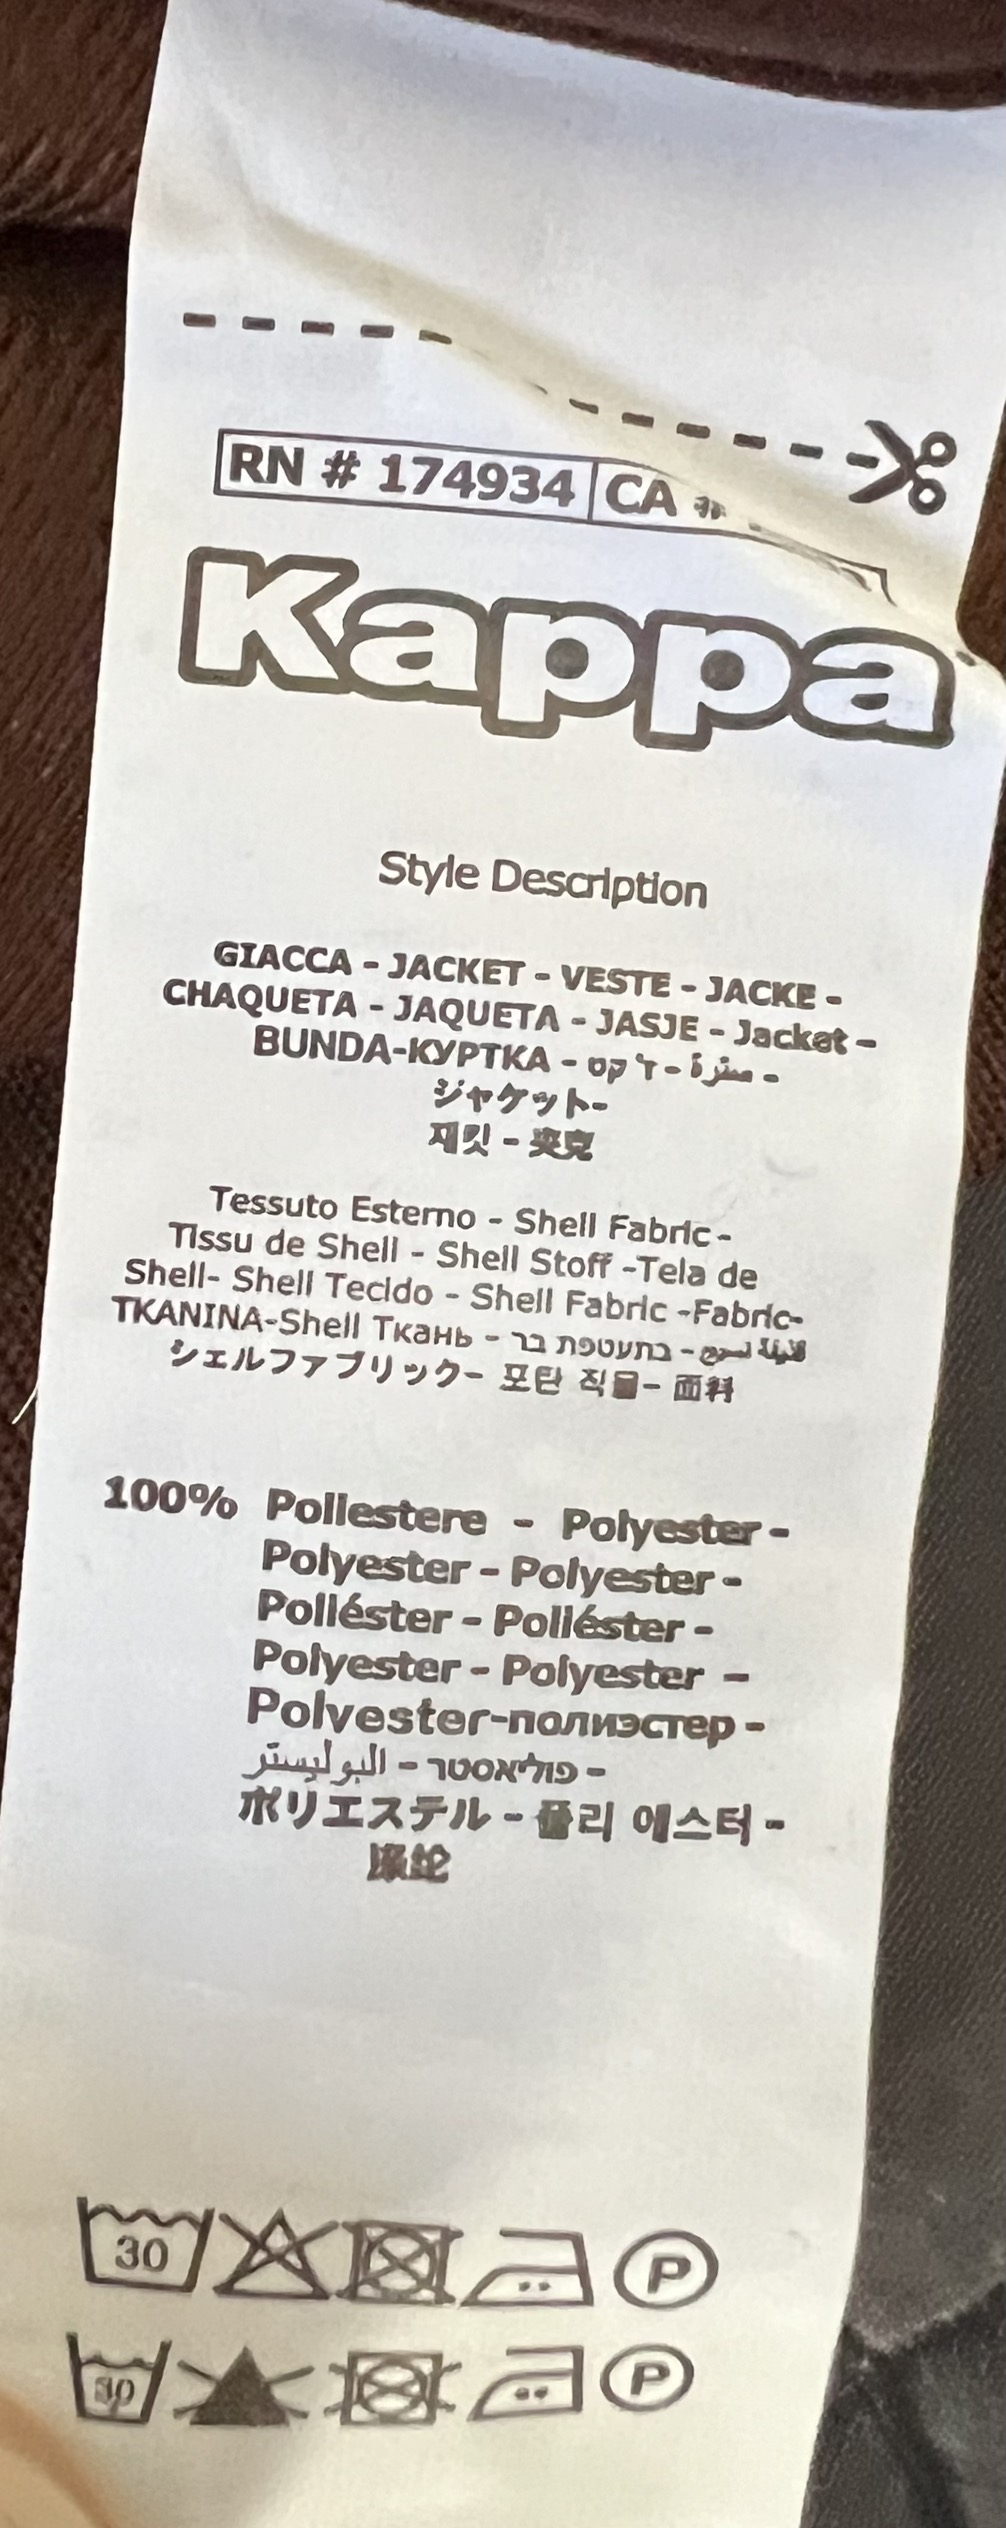 RN # 174934 CA #
Kappa
Style Description
GIACCA - JACKET - VESTE - JACKE -
CHAQUETA - JAQUETA - JASJE - Jacket -
BUNDA-КУРТКА - ז' קט - سترة -
ジャケット-
재킷 - 夹克
Tessuto Esterno - Shell Fabric -
Tissu de Shell - Shell Stoff -Tela de
Shell- Shell Tecido - Shell Fabric -Fabric-
TKANINA-Shell Ткань - בתעטפת בר -
シェルファブリック- 포탄 직물- 面料
100% Poliestere - Polyester -
Polyester - Polyester -
Poliéster - Poliéster -
Polyester - Polyester -
Polyester-полиэстер -
البوليستر - פוליאסטר -
ポリエステル - 폴리 에스터 -
30
P
30
P